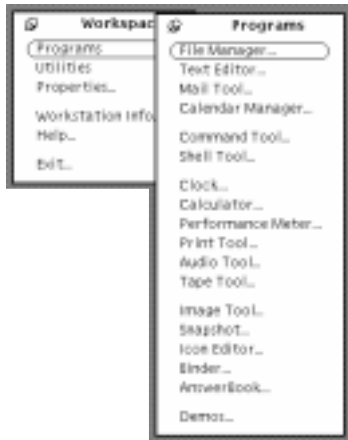 Workspac
Programs
Utilities
Properties...
Workstation Info
Help...
Exit...
Programs
File Manager...
Text Editor...
Mail Tool...
Calendar Manager...
Command Tool...
Shell Tool...
Clock...
Calculator...
Performance Meter...
Print Tool...
Audio Tool...
Tape Tool...
Image Tool...
Snapshot...
Icon Editor...
Binder...
AnswerBook...
Demos...